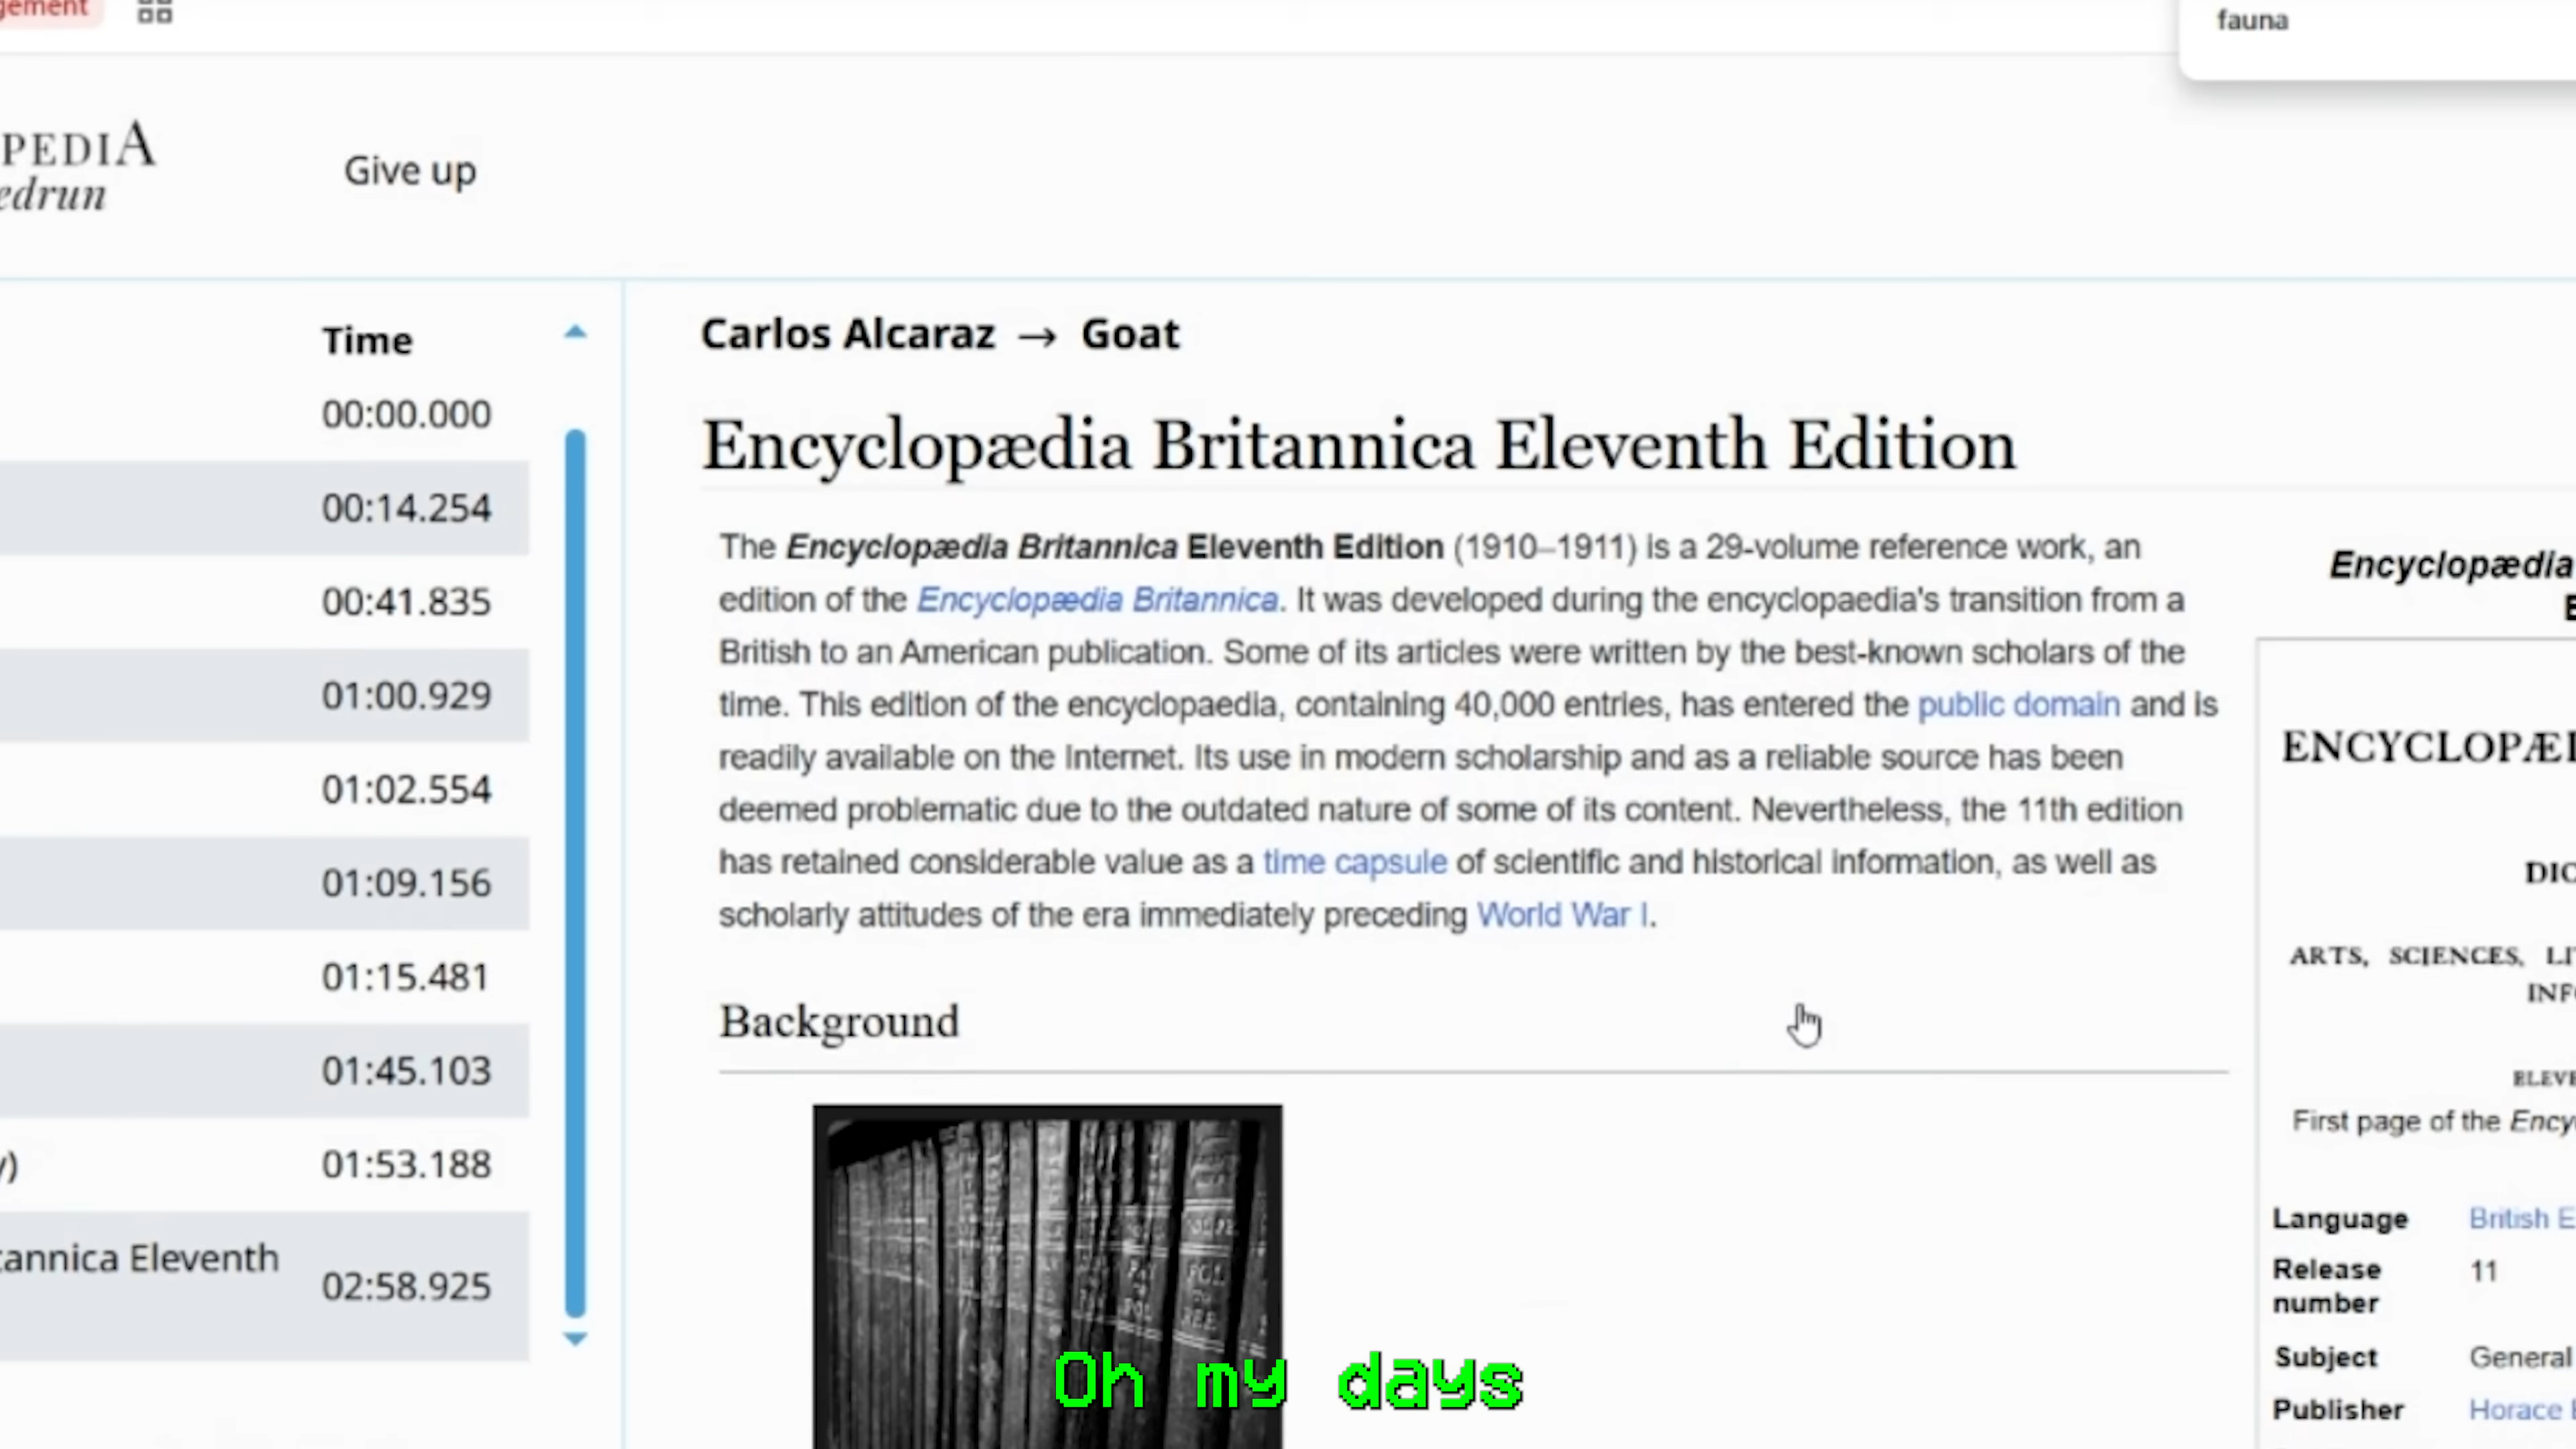 gement
fauna
PEDIA
edrun
Give up
Time
00:00.000
00:14.254
00:41.835
01:00.929
01:02.554
01:09.156
01:15.481
01:45.103
y)
01:53.188
tannica Eleventh
02:58.925
Carlos Alcaraz → Goat
Encyclopædia Britannica Eleventh Edition
The Encyclopædia Britannica Eleventh Edition (1910–1911) is a 29-volume reference work, an
edition of the Encyclopædia Britannica. It was developed during the encyclopaedia's transition from a
British to an American publication. Some of its articles were written by the best-known scholars of the
time. This edition of the encyclopaedia, containing 40,000 entries, has entered the public domain and is
readily available on the Internet. Its use in modern scholarship and as a reliable source has been
deemed problematic due to the outdated nature of some of its content. Nevertheless, the 11th edition
has retained considerable value as a time capsule of scientific and historical information, as well as
scholarly attitudes of the era immediately preceding World War I.
Background
Encyclopædia
E
ENCYCLOPÆ
DIC
ARTS, SCIENCES, LI
INF
ELEVE
First page of the Ency
Language British E
Release number 11
Subject General
Publisher Horace E
Oh my days